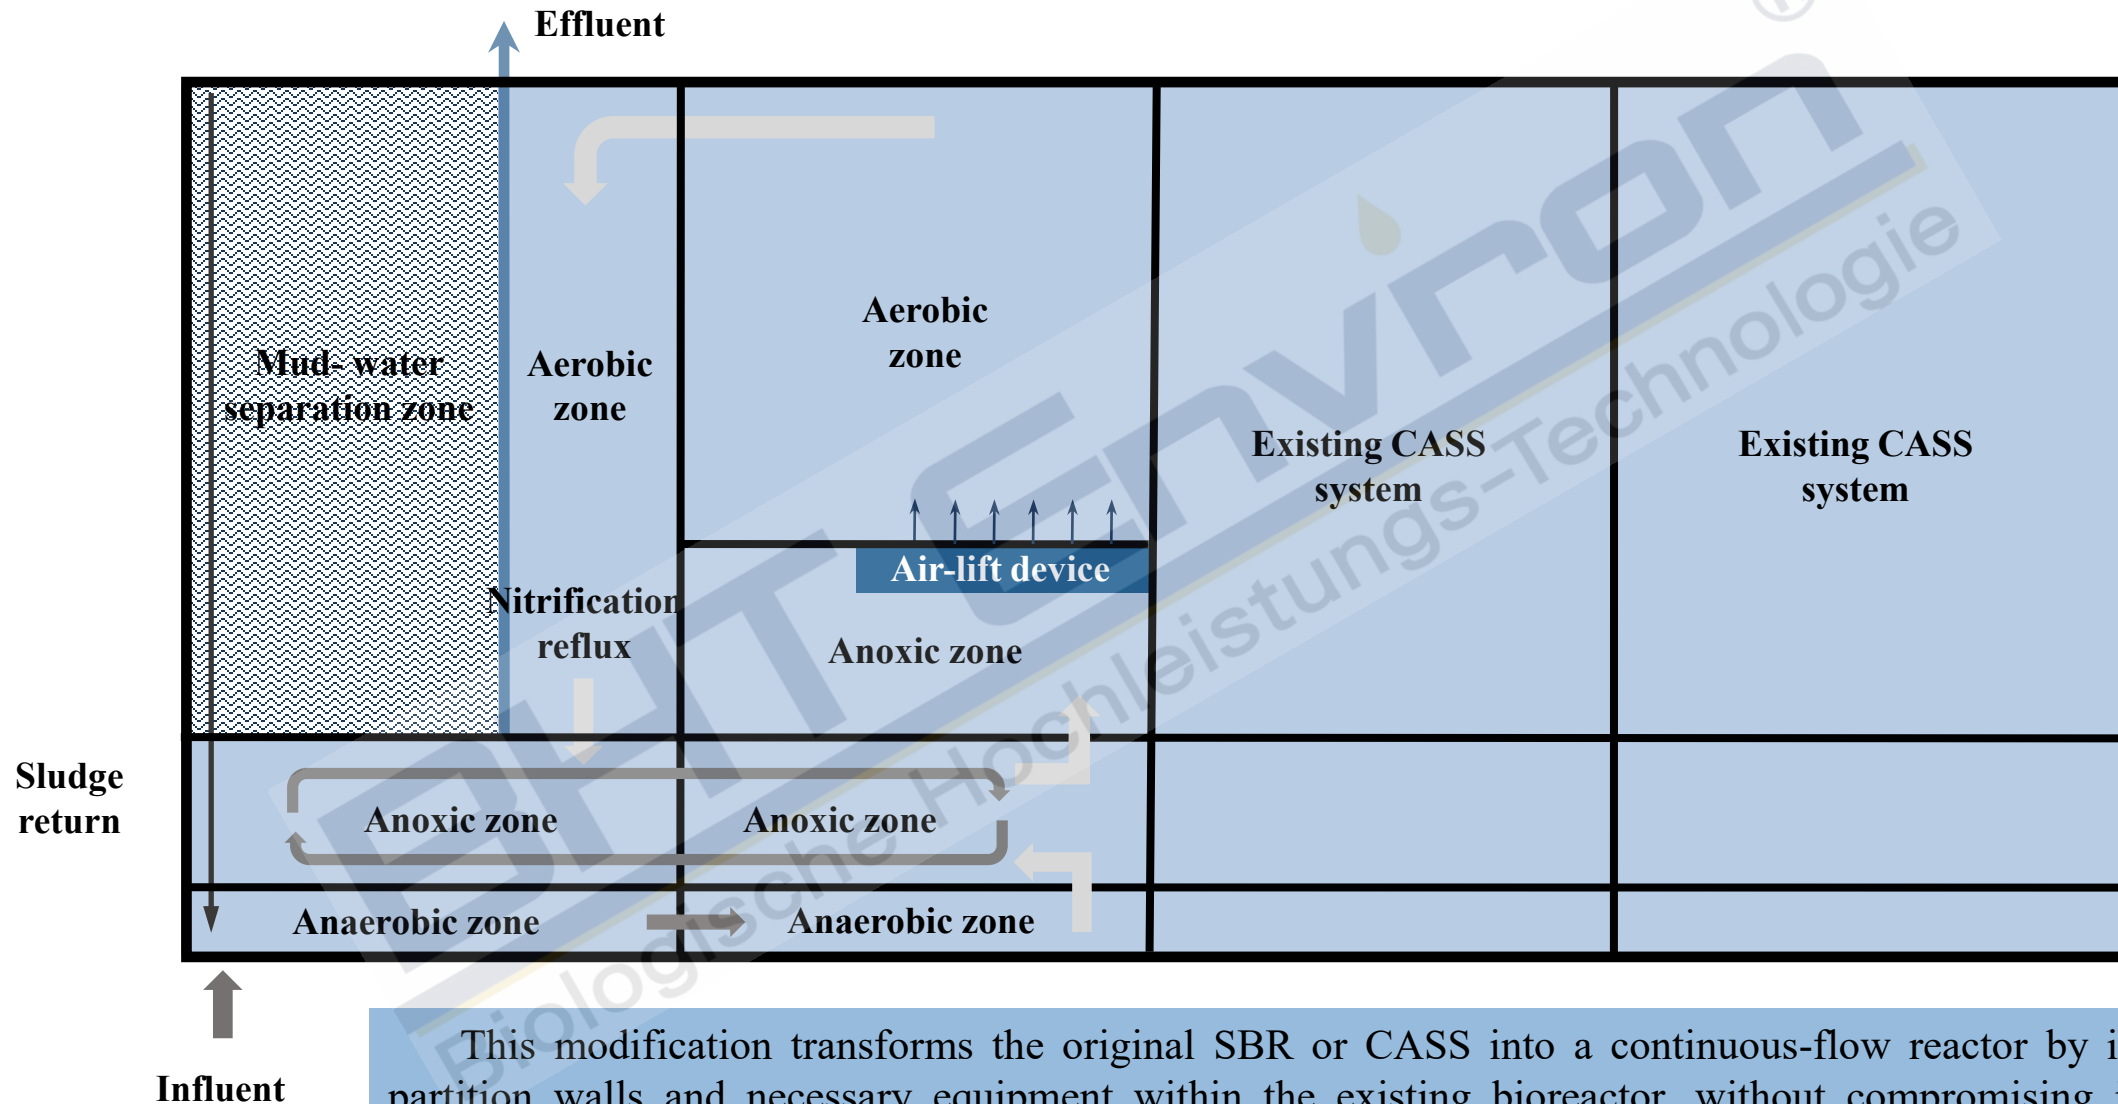 Effluent
Mud- water
separation zone
Aerobic
zone
Aerobic
zone
Existing CASS
system
Existing CASS
system
Air-lift device
Nitrification
reflux
Anoxic zone
Sludge
return
Anoxic zone
Anoxic zone
Anaerobic zone
Anaerobic zone
Influent
This modification transforms the original SBR or CASS into a continuous-flow reactor by
partition walls and necessary equipment within the existing bioreactor, without compromising
BHT Envron
Biologische Hochleistungs-Technologie
®